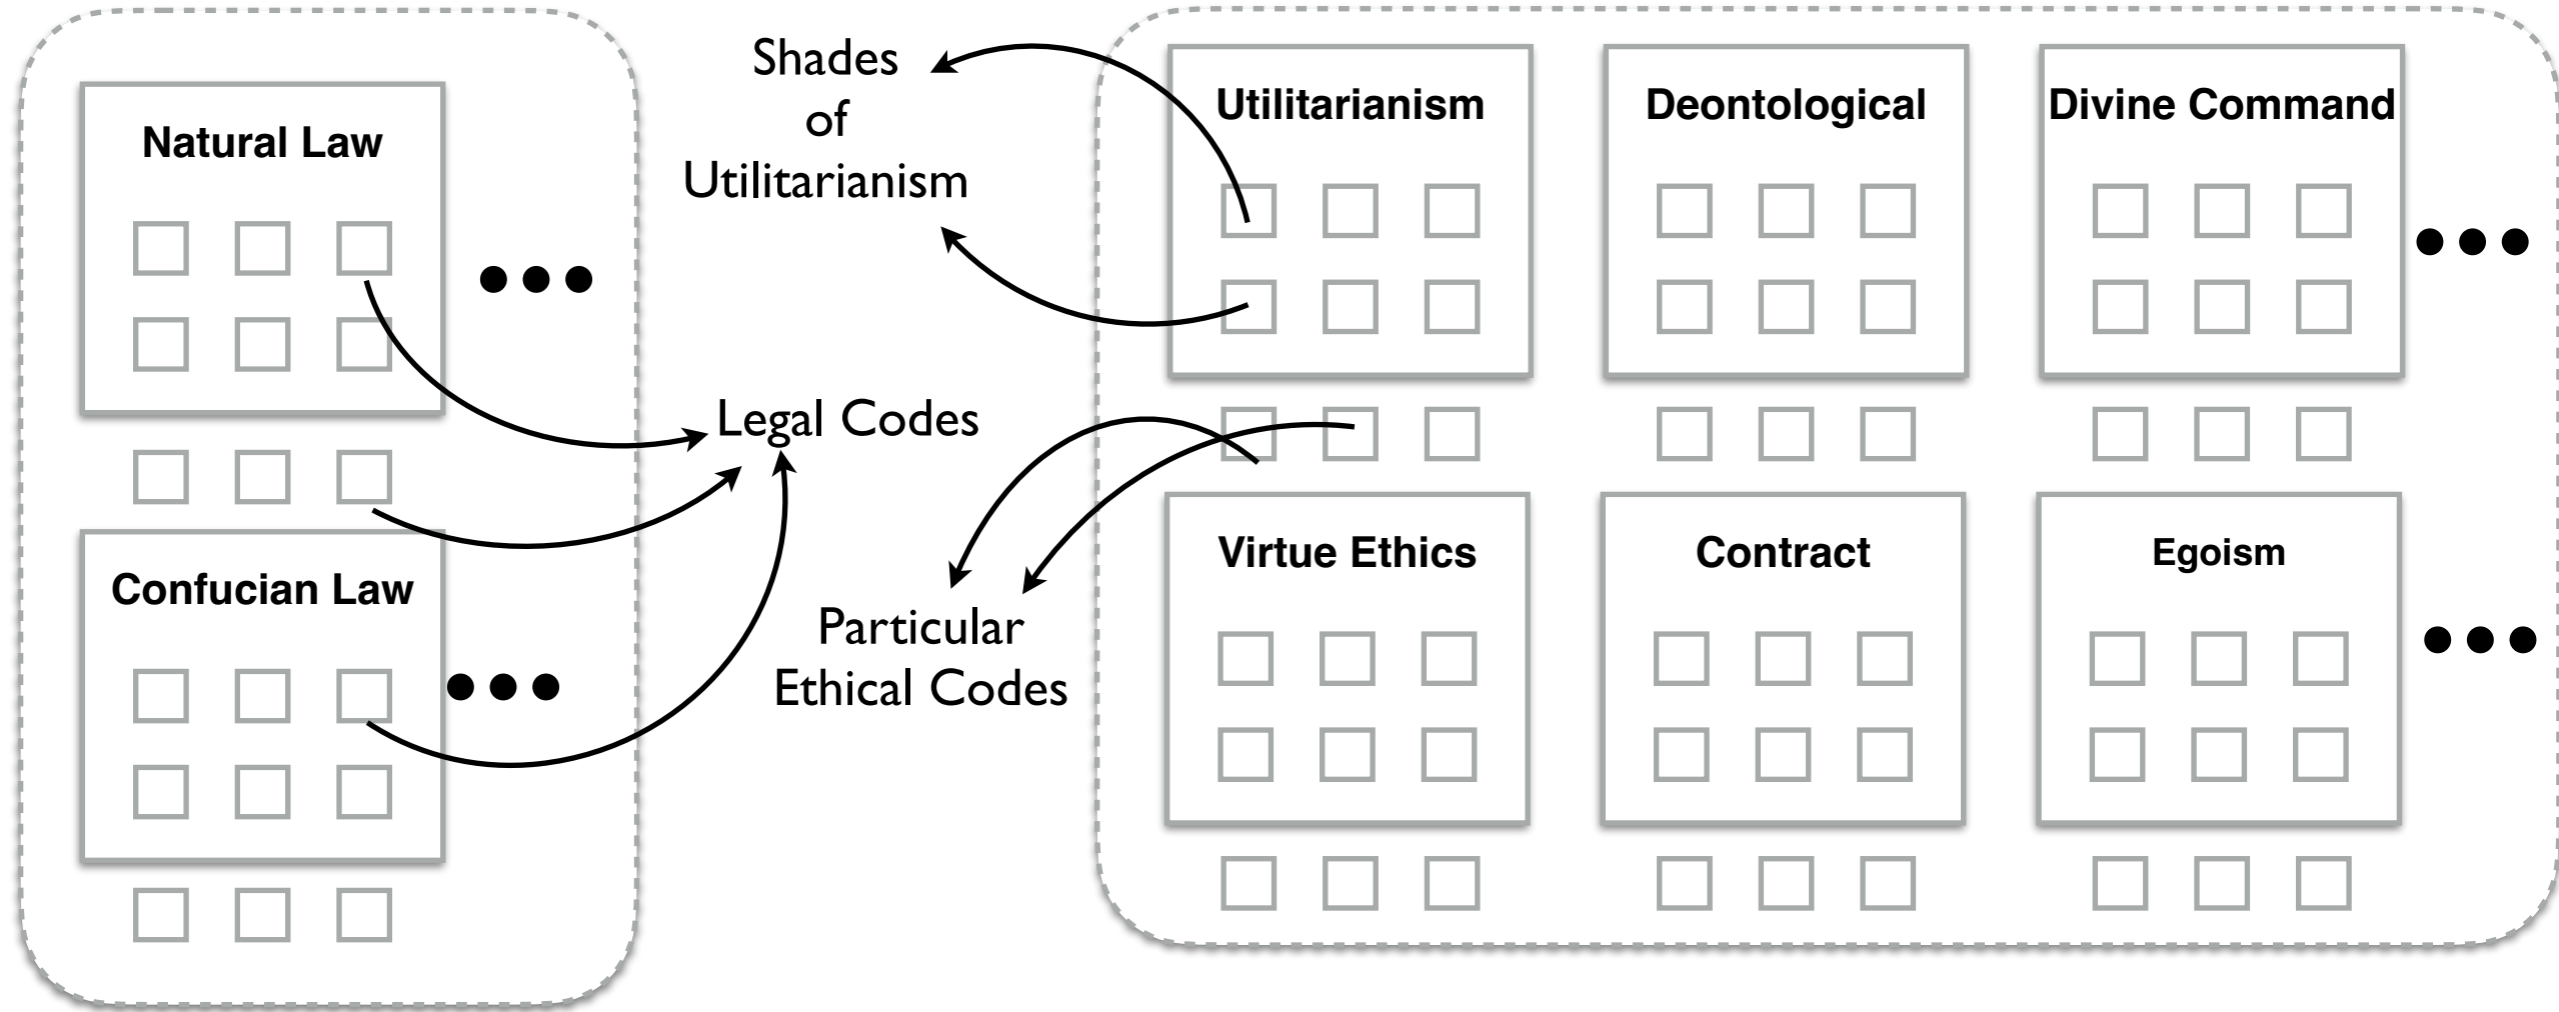 Natural Law
Confucian Law
Shades
of
Utilitarianism
Legal Codes
Particular
Ethical Codes
Utilitarianism
Deontological
Divine Command
Virtue Ethics
Contract
Egoism